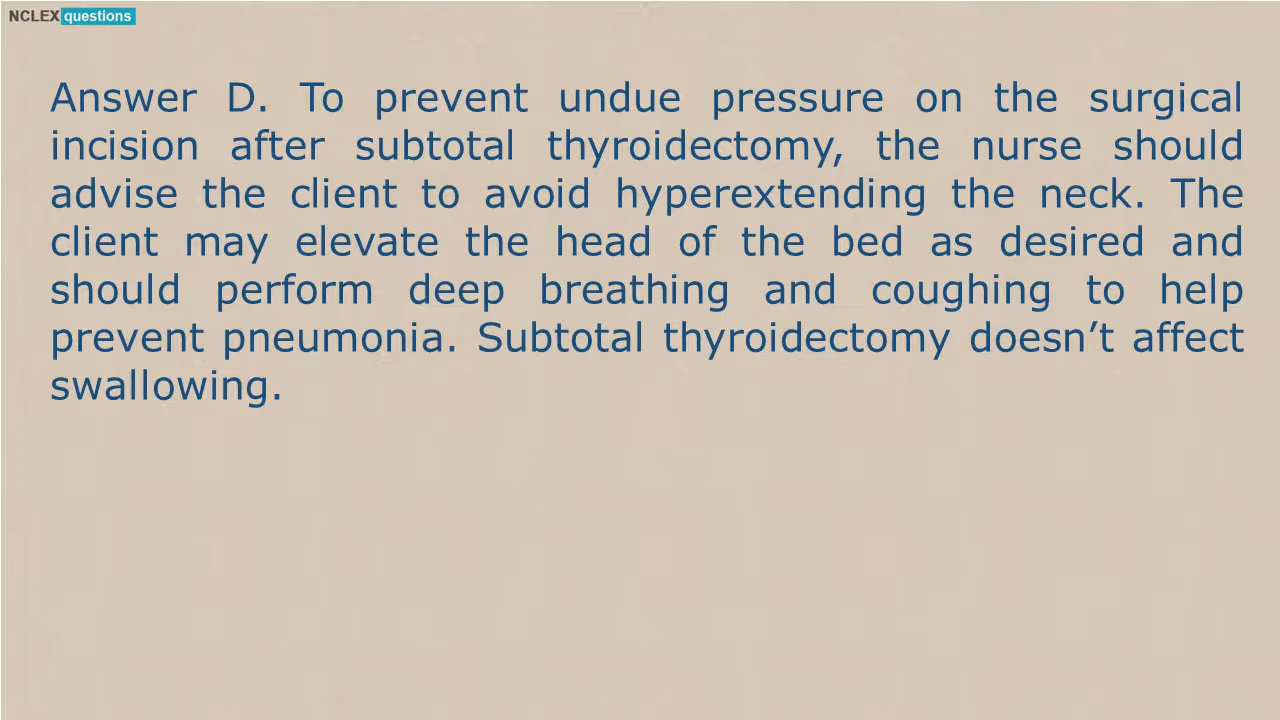 NCLEX questions
Answer D. To prevent undue pressure on the surgical
incision after subtotal thyroidectomy, the nurse should
advise the client to avoid hyperextending the neck. The
client may elevate the head of the bed as desired and
should perform deep breathing and coughing to help
prevent pneumonia. Subtotal thyroidectomy doesn’t affect
swallowing.